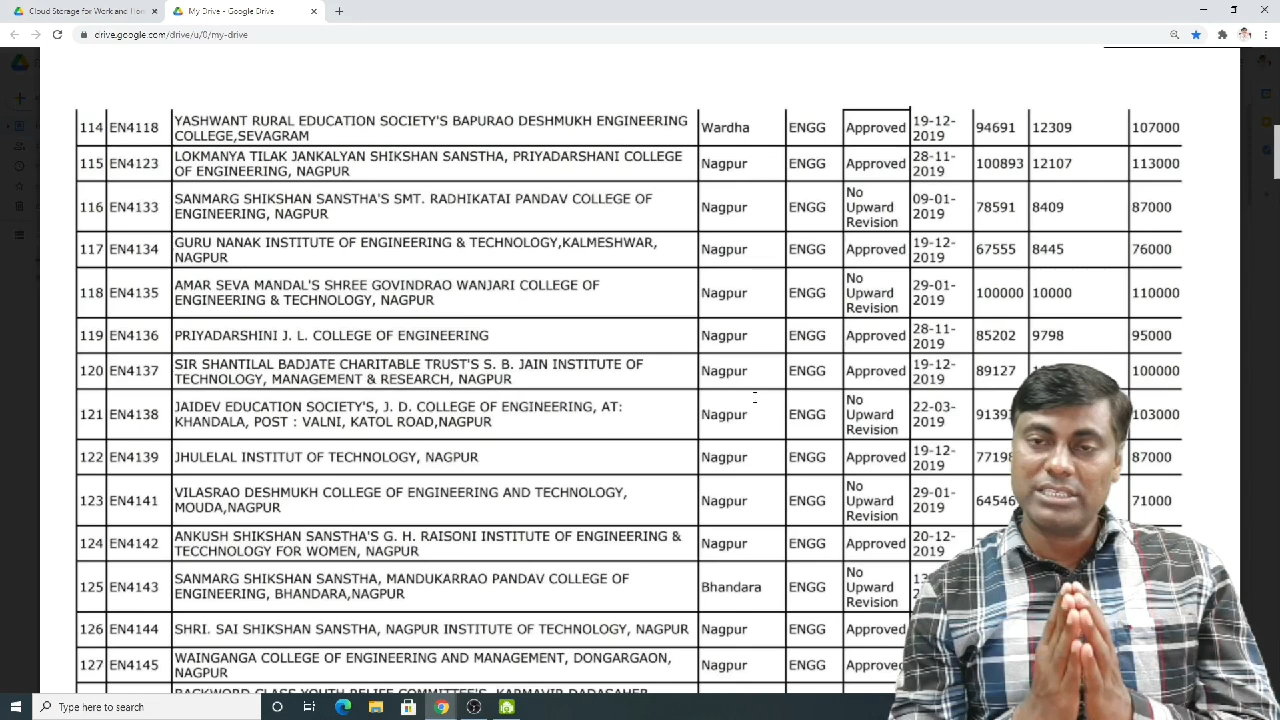 Cloud Storage for Work and Hom
My Drive - Google Drive
drive.google.com/drive/u/0/my-drive
114 EN4118 YASHWANT RURAL EDUCATION SOCIETY'S BAPURAO DESHMUKH ENGINEERING COLLEGE,SEVAGRAM Wardha ENGG Approved 19-12-2019 94691 12309 107000
115 EN4123 LOKMANYA TILAK JANKALYAN SHIKSHAN SANSTHA, PRIYADARSHANI COLLEGE OF ENGINEERING, NAGPUR Nagpur ENGG Approved 28-11-2019 100893 12107 113000
116 EN4133 SANMARG SHIKSHAN SANSTHA'S SMT. RADHIKATAI PANDAV COLLEGE OF ENGINEERING, NAGPUR Nagpur ENGG No Upward Revision 09-01-2019 78591 8409 87000
117 EN4134 GURU NANAK INSTITUTE OF ENGINEERING & TECHNOLOGY,KALMESHWAR, NAGPUR Nagpur ENGG Approved 19-12-2019 67555 8445 76000
118 EN4135 AMAR SEVA MANDAL'S SHREE GOVINDRAO WANJARI COLLEGE OF ENGINEERING & TECHNOLOGY, NAGPUR Nagpur ENGG No Upward Revision 29-01-2019 100000 10000 110000
119 EN4136 PRIYADARSHINI J. L. COLLEGE OF ENGINEERING Nagpur ENGG Approved 28-11-2019 85202 9798 95000
120 EN4137 SIR SHANTILAL BADJATE CHARITABLE TRUST'S S. B. JAIN INSTITUTE OF TECHNOLOGY, MANAGEMENT & RESEARCH, NAGPUR Nagpur ENGG Approved 19-12-2019 89127 100000
121 EN4138 JAIDEV EDUCATION SOCIETY'S, J. D. COLLEGE OF ENGINEERING, AT: KHANDALA, POST : VALNI, KATOL ROAD,NAGPUR Nagpur ENGG No Upward Revision 22-03-2019 9139 103000
122 EN4139 JHULELAL INSTITUT OF TECHNOLOGY, NAGPUR Nagpur ENGG Approved 19-12-2019 77198 87000
123 EN4141 VILASRAO DESHMUKH COLLEGE OF ENGINEERING AND TECHNOLOGY, MOUDA,NAGPUR Nagpur ENGG No Upward Revision 29-01-2019 64546 71000
124 EN4142 ANKUSH SHIKSHAN SANSTHA'S G. H. RAISONI INSTITUTE OF ENGINEERING & TECCHNOLOGY FOR WOMEN, NAGPUR Nagpur ENGG Approved 20-12-2019
125 EN4143 SANMARG SHIKSHAN SANSTHA, MANDUKARRAO PANDAV COLLEGE OF ENGINEERING, BHANDARA,NAGPUR Bhandara ENGG No Upward Revision 13
126 EN4144 SHRI. SAI SHIKSHAN SANSTHA, NAGPUR INSTITUTE OF TECHNOLOGY, NAGPUR Nagpur ENGG Approved
127 EN4145 WAINGANGA COLLEGE OF ENGINEERING AND MANAGEMENT, DONGARGAON, NAGPUR Nagpur ENGG Approved
BACKWORD CLASS YOUTH RELIEF COMMITTEE'S, KARMAVIR DADASAHEB
Type here to search